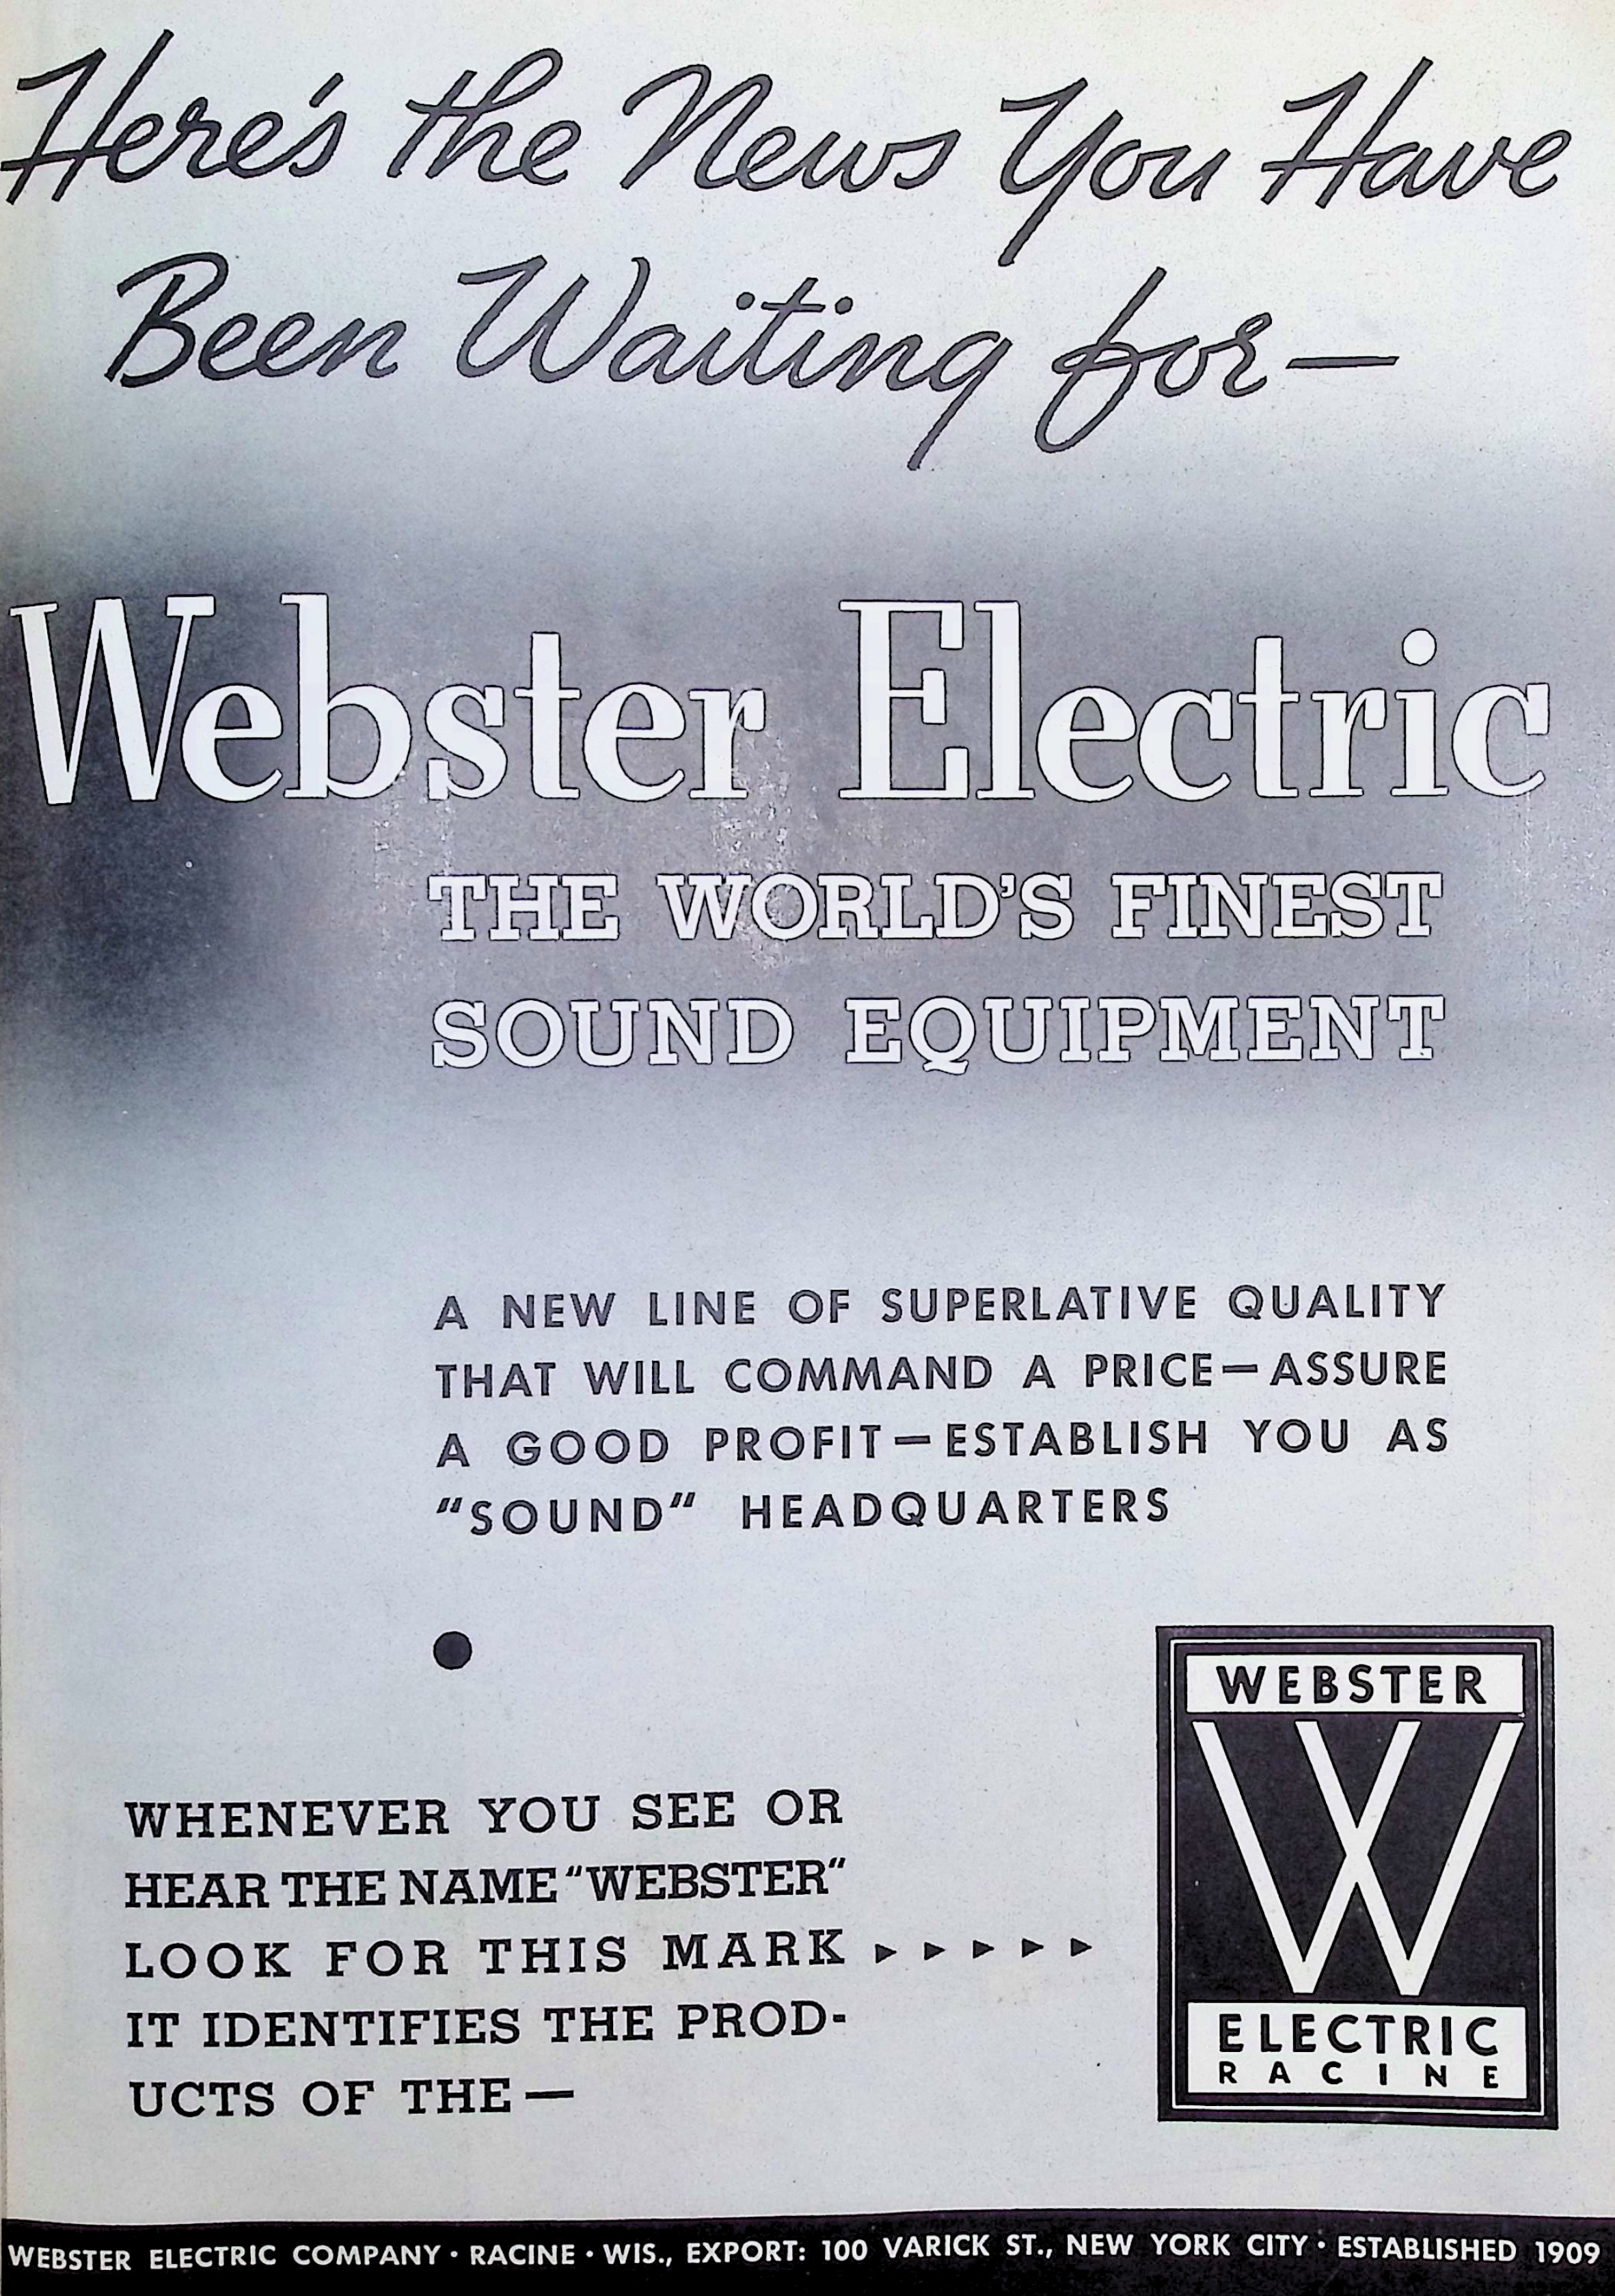 Here's the News You Have
Been Waiting for—
Webster Electric
THE WORLD'S FINEST
SOUND EQUIPMENT
A NEW LINE OF SUPERLATIVE QUALITY
THAT WILL COMMAND A PRICE—ASSURE
A GOOD PROFIT—ESTABLISH YOU AS
"SOUND" HEADQUARTERS
WHENEVER YOU SEE OR
HEAR THE NAME "WEBSTER"
LOOK FOR THIS MARK
IT IDENTIFIES THE PROD-
UCTS OF THE—
WEBSTER
W
ELECTRIC
RACINE
WEBSTER ELECTRIC COMPANY · RACINE · WIS., EXPORT: 100 VARICK ST., NEW YORK CITY · ESTABLISHED 1909